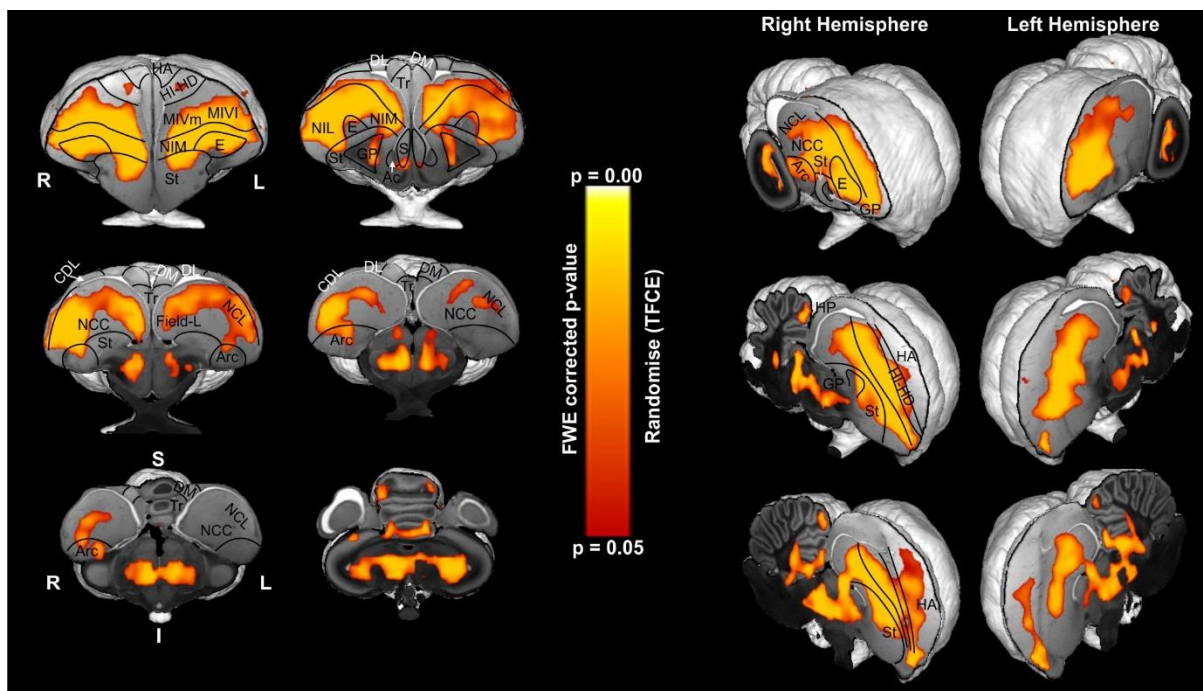 Right Hemisphere
Left Hemisphere
HA
HI-HD
MIVm
MIVl
NIM
E
St
R
L
DL
DM
Tr
NIL
E
NIM
St
GP
S
Ac
CDL
DL
DM
Tr
NCC
St
Field-L
NCL
Arc
DL
DM
Tr
NCL
NCC
Arc
S
DM
Tr
NCL
NCC
Arc
R
L
I
p = 0.00
FWE corrected p-value
Randomise (TFCE)
p = 0.05
NCL
NCC
St
Arc
E
GP
HP
HA
HI-HD
GP
St
HA
St